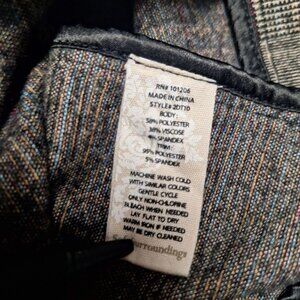 RN# 101206
MADE IN CHINA
STYLE# 2DT10
BODY:
58% POLYESTER
38% VISCOSE
4% SPANDEX
TRIM:
95% POLYESTER
5% SPANDEX
MACHINE WASH COLD
WITH SIMILAR COLORS
GENTLE CYCLE
ONLY NON-CHLORINE
BLEACH WHEN NEEDED
LAY FLAT TO DRY
WARM IRON IF NEEDED
MAY BE DRY CLEANED
Surroundings